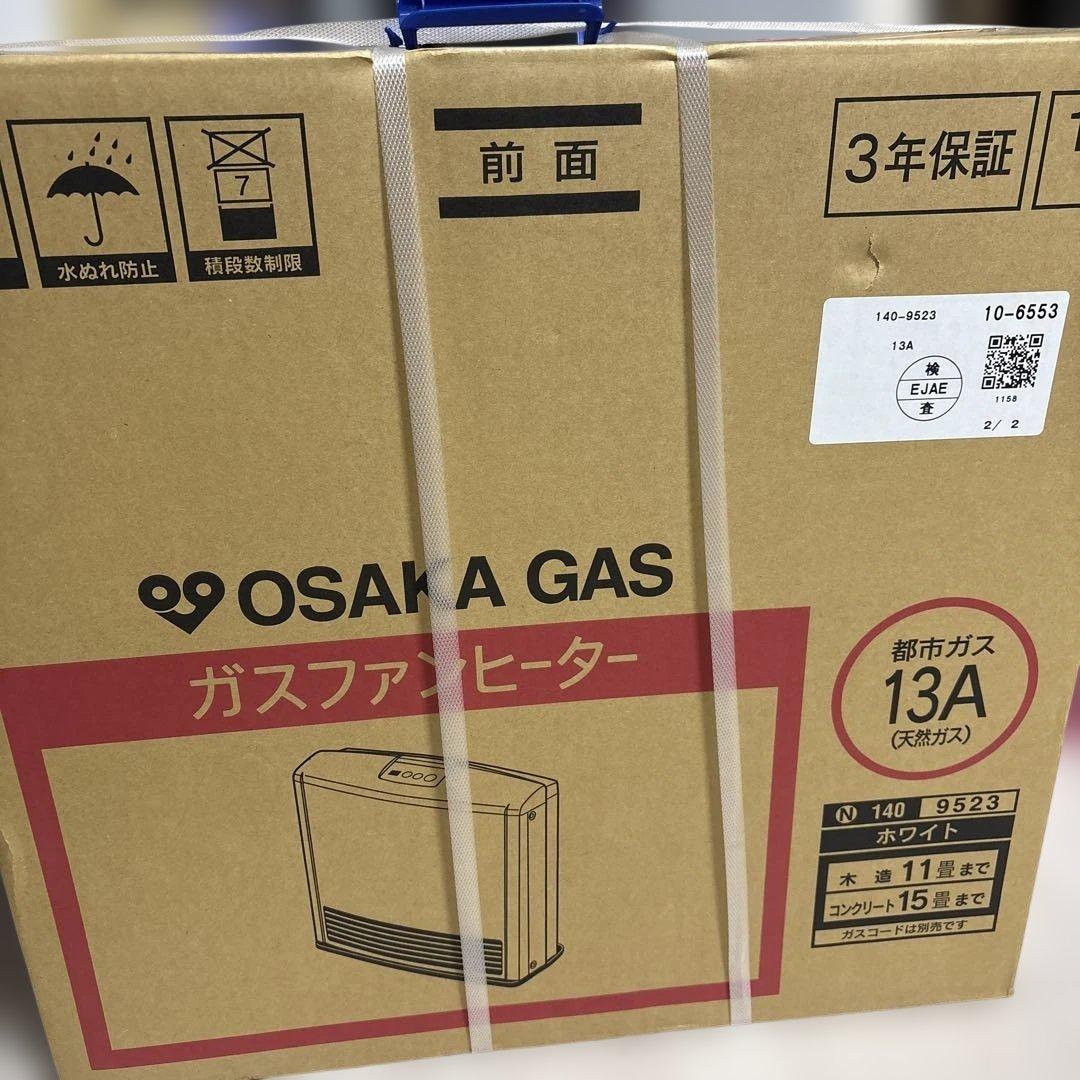 前面
3年保証
7
水ぬれ防止
積段数制限
140-9523
10-6553
13A
検
EJAE
査
1158
2/ 2
OSAKA GAS
ガスファンヒーター
都市ガス
13A
(天然ガス)
N 140 9523
ホワイト
木造 11畳まで
コンクリート 15畳まで
ガスコードは別売です